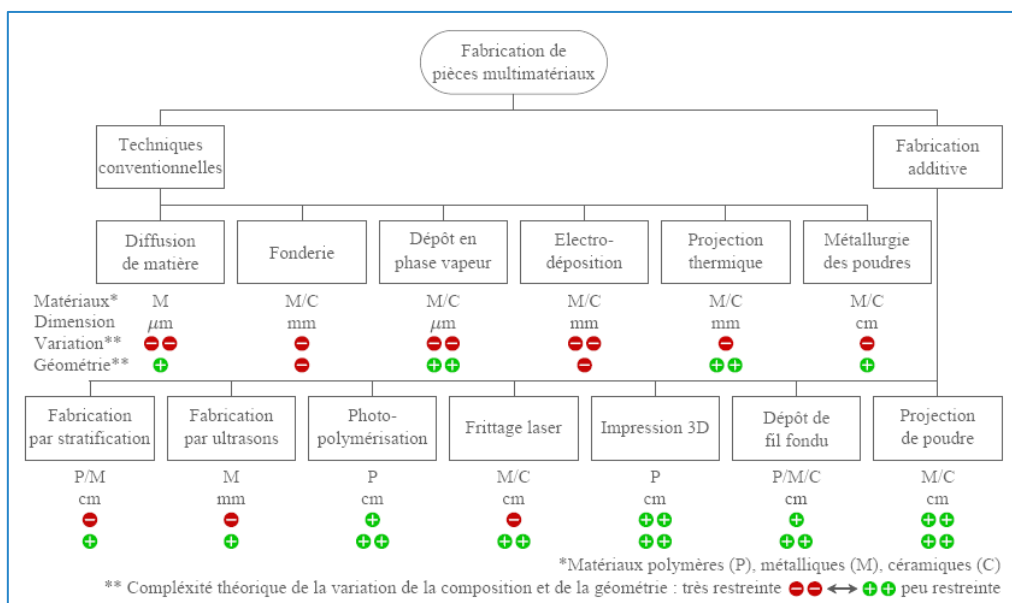 Fabrication de
pièces multimatériaux
Techniques
conventionnelles
Fabrication
additive
Diffusion
de matière
Fonderie
Dépôt en
phase vapeur
Electro-
déposition
Projection
thermique
Métallurgie
des poudres
Matériaux* M M/C M/C M/C M/C M/C
Dimension μm mm μm mm mm cm
Variation**
Géométrie**
Fabrication
par stratification
Fabrication
par ultrasons
Photo-
polymérisation
Frittage laser
Impression 3D
Dépôt de
fil fondu
Projection
de poudre
P/M M P M/C P P/M/C M/C
cm mm cm cm cm cm cm
*Matériaux polymères (P), métalliques (M), céramiques (C)
** Compléxité théorique de la variation de la composition et de la géométrie : très restreinte ⟷ peu restreinte